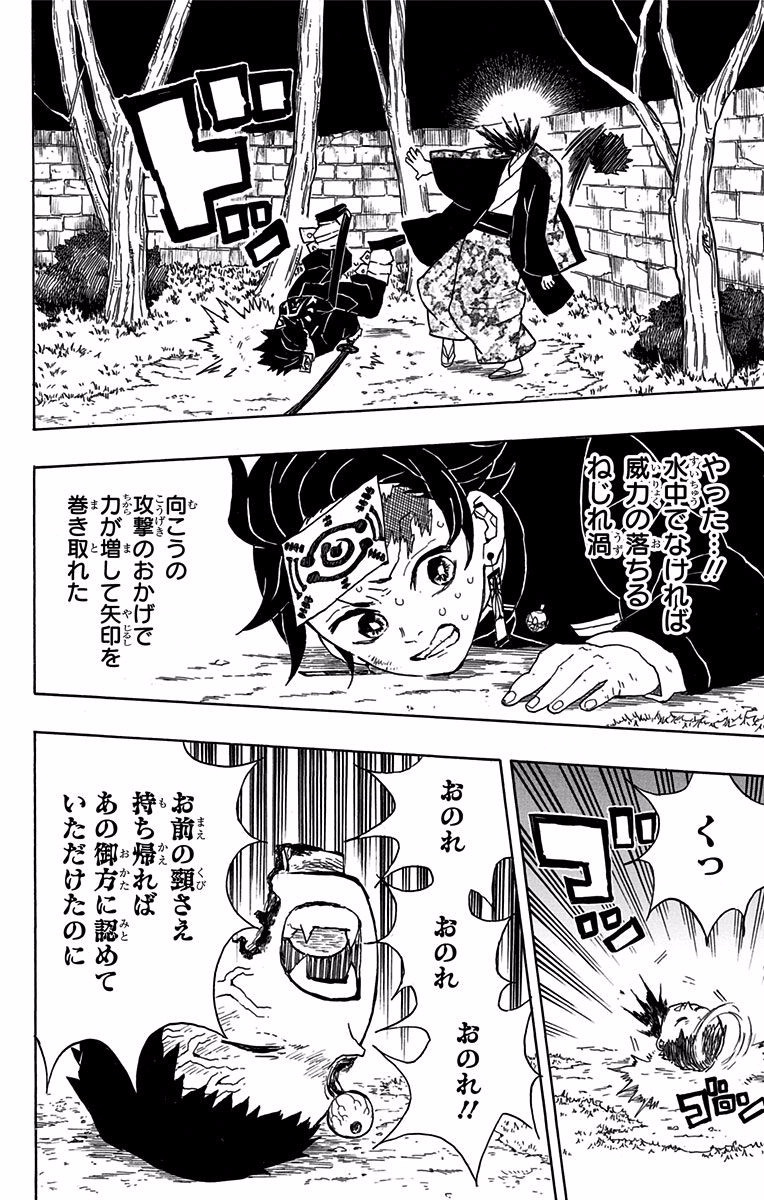 ドドドッ
やった…!!
水中でなければ
威力の落ちる
ねじれ渦
向こうの
攻撃のおかげで
力が増して矢印を
巻き取れた
くっ
ゴロ
ゴロ
おのれ
おのれ
おのれ!!
お前の頸さえ
持ち帰れば
あの御方に認めて
いただけたのに